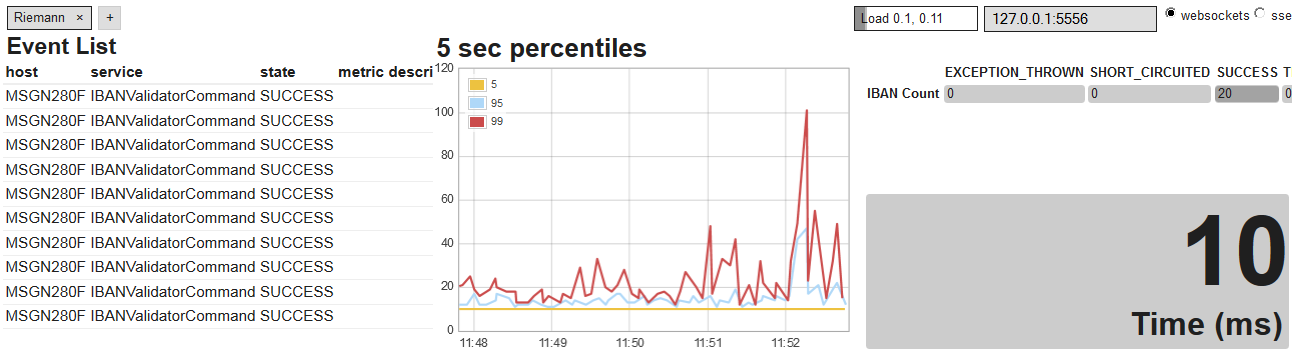 Riemann × +
Load 0.1, 0.11 127.0.0.1:5556 websockets sse
Event List
host service state metric descri
MSGN280F IBANValidatorCommand SUCCESS
MSGN280F IBANValidatorCommand SUCCESS
MSGN280F IBANValidatorCommand SUCCESS
MSGN280F IBANValidatorCommand SUCCESS
MSGN280F IBANValidatorCommand SUCCESS
MSGN280F IBANValidatorCommand SUCCESS
MSGN280F IBANValidatorCommand SUCCESS
MSGN280F IBANValidatorCommand SUCCESS
MSGN280F IBANValidatorCommand SUCCESS
MSGN280F IBANValidatorCommand SUCCESS
5 sec percentiles
120
100
80
60
40
20
0
5
95
99
11:48 11:49 11:50 11:51 11:52
EXCEPTION_THROWN SHORT_CIRCUITED SUCCESS T
IBAN Count 0 0 20 0
10
Time (ms)